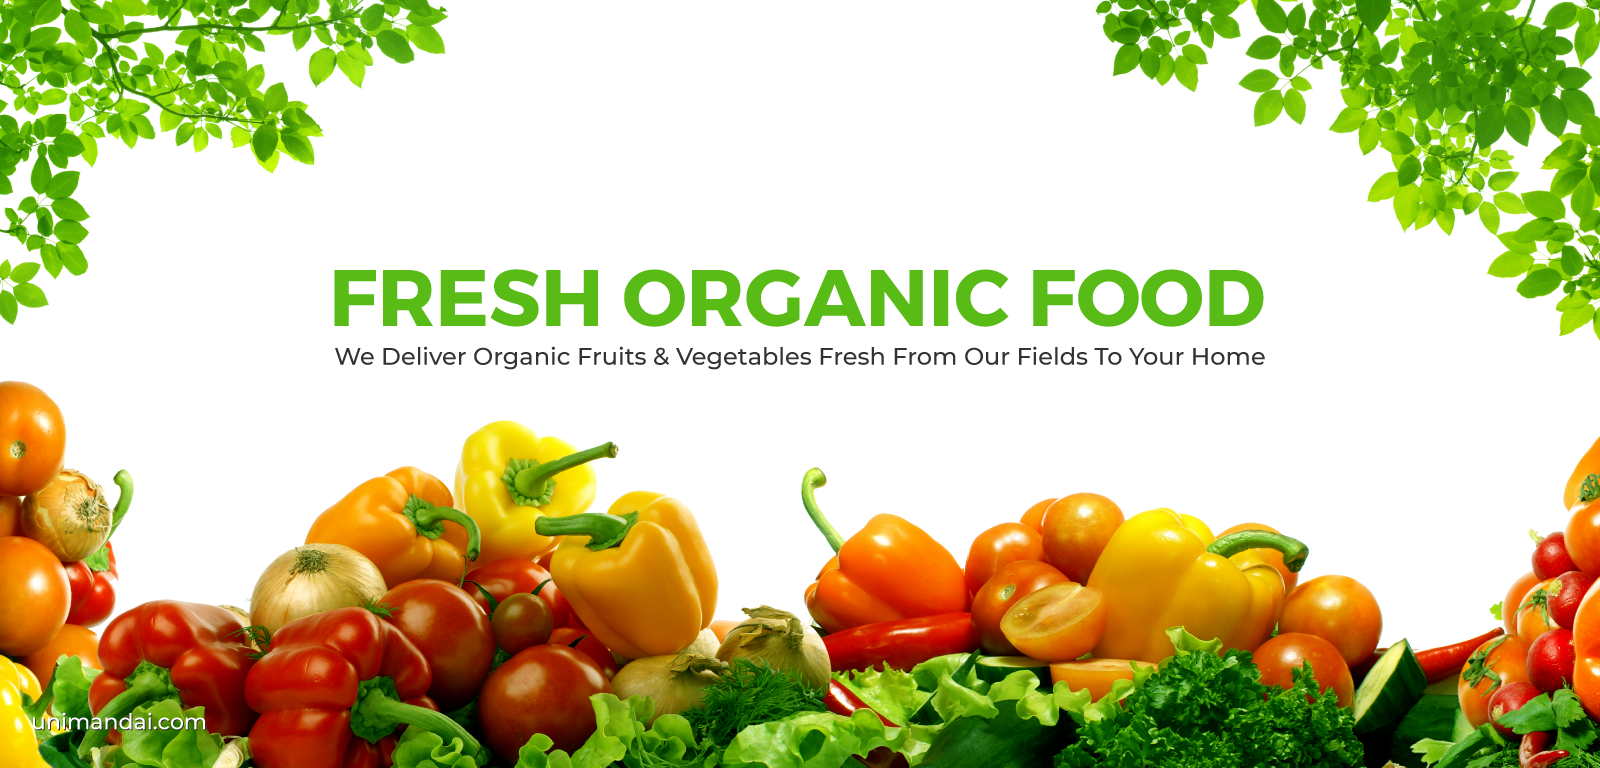 FRESH ORGANIC FOOD
We Deliver Organic Fruits & Vegetables Fresh From Our Fields To Your Home
unimandai.com